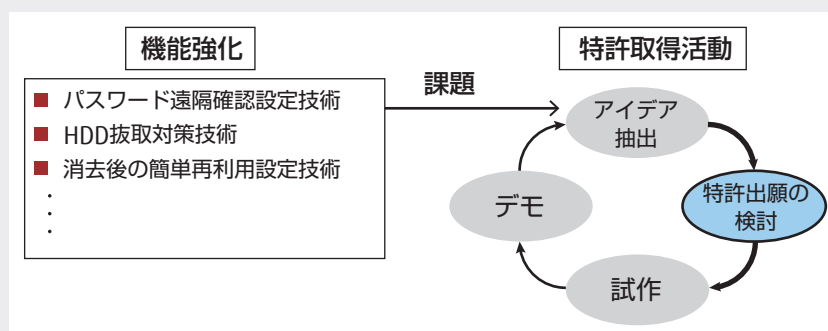 機能強化
特許取得活動
■ パスワード遠隔確認設定技術
■ HDD抜取対策技術
■ 消去後の簡単再利用設定技術
・
・
・
課題
アイデア
抽出
特許出願の
検討
試作
デモ